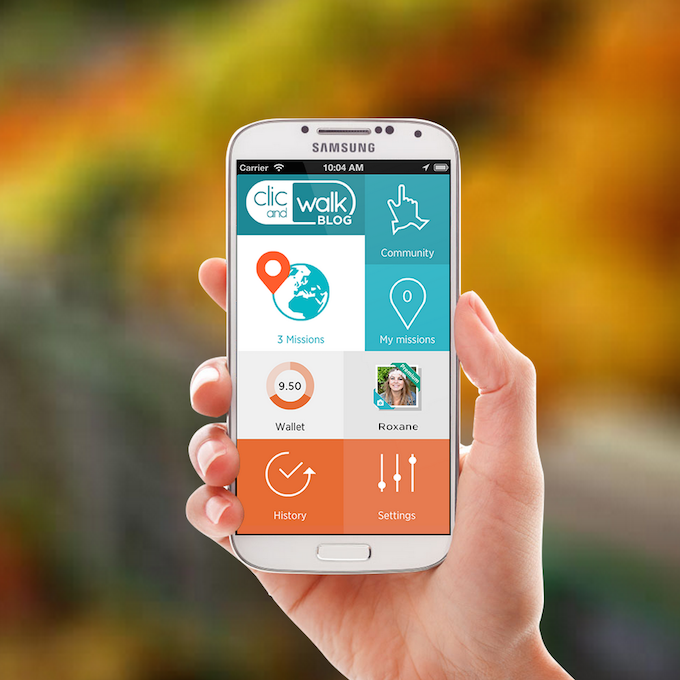 SAMSUNG
Carrier 10:04 AM
clic
and walk
BLOG
Community
3 Missions
0
My missions
9.50
Wallet
Premium
Roxane
History
Settings